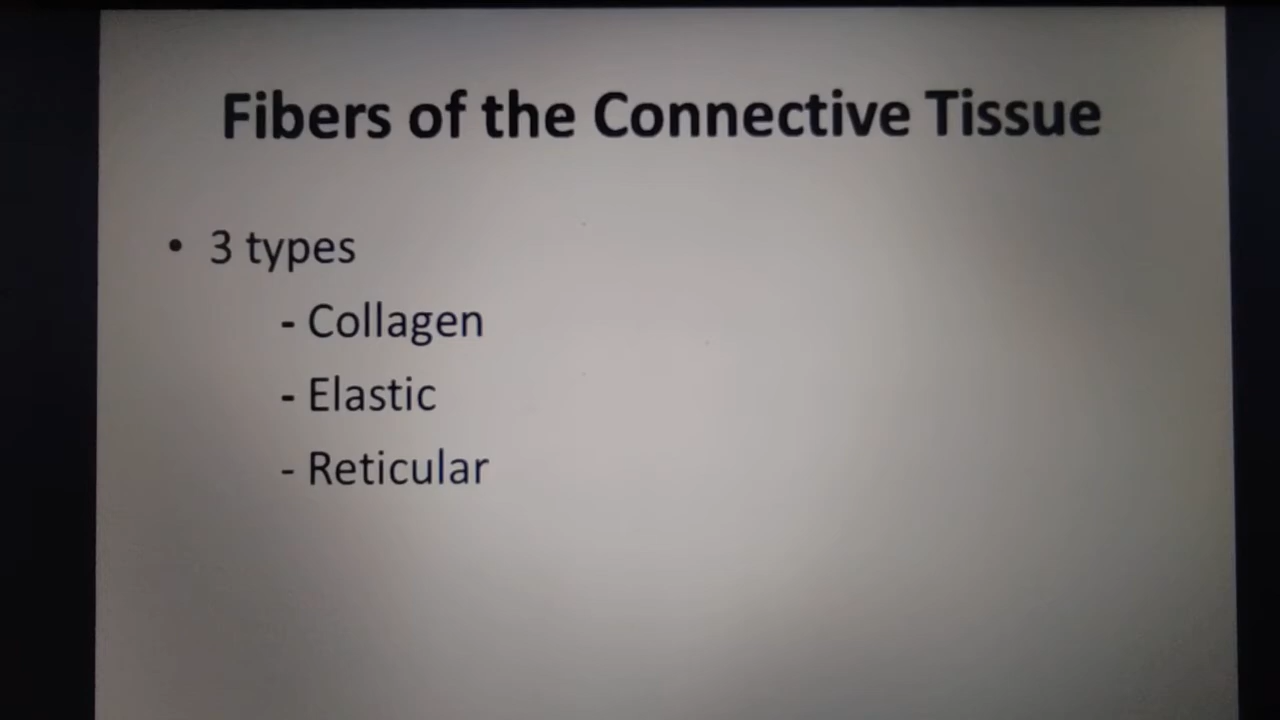 Fibers of the Connective Tissue
• 3 types
- Collagen
- Elastic
- Reticular